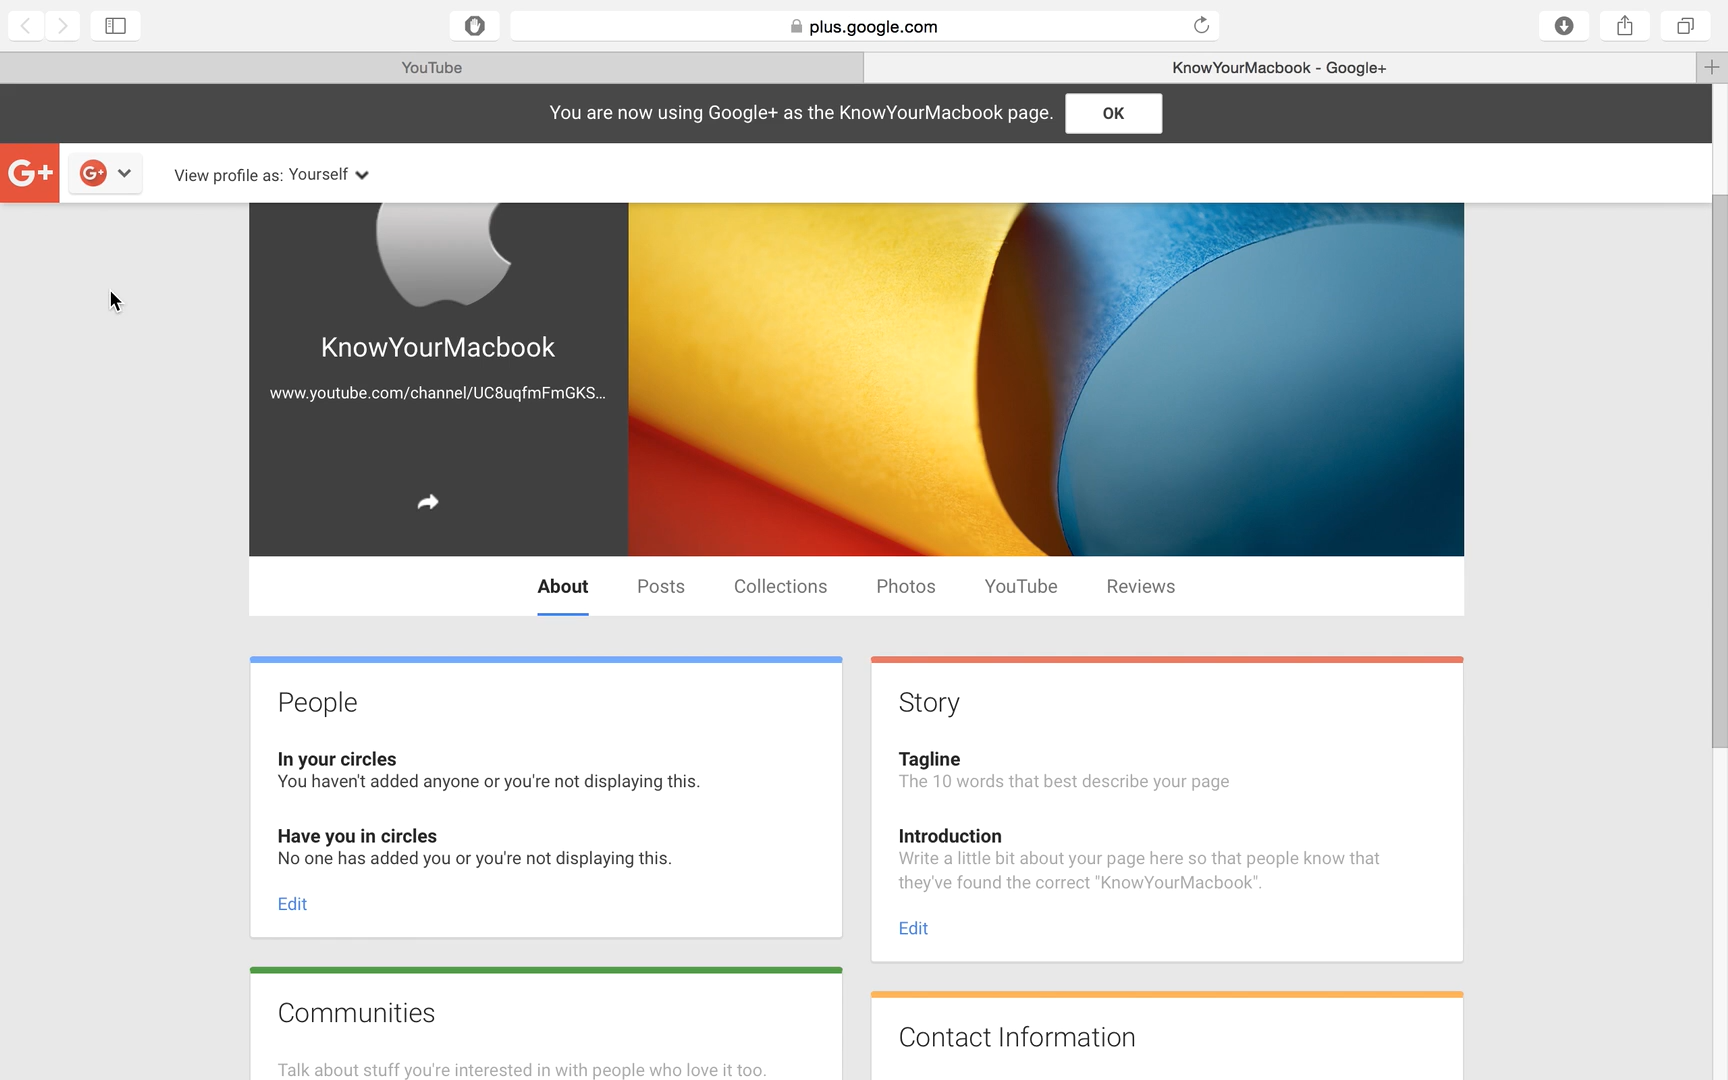 plus.google.com
YouTube
KnowYourMacbook - Google+
You are now using Google+ as the KnowYourMacbook page.
OK
G+
G+
View profile as: Yourself
KnowYourMacbook
www.youtube.com/channel/UC8uqfmFmGKS...
About Posts Collections Photos YouTube Reviews
People
In your circles
You haven't added anyone or you're not displaying this.
Have you in circles
No one has added you or you're not displaying this.
Edit
Story
Tagline
The 10 words that best describe your page
Introduction
Write a little bit about your page here so that people know that
they've found the correct "KnowYourMacbook".
Edit
Communities
Talk about stuff you're interested in with people who love it too.
Contact Information